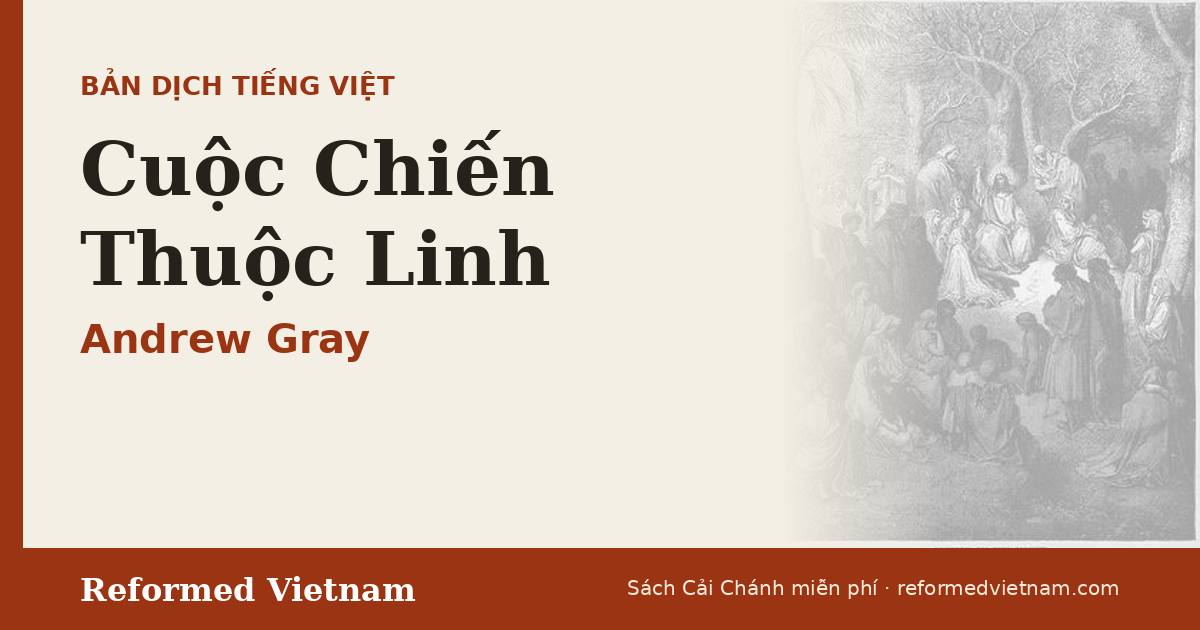 BẢN DỊCH TIẾNG VIỆT
Cuộc Chiến
Thuộc Linh
Andrew Gray
Reformed Vietnam
Sách Cải Chánh miễn phí · reformedvietnam.com